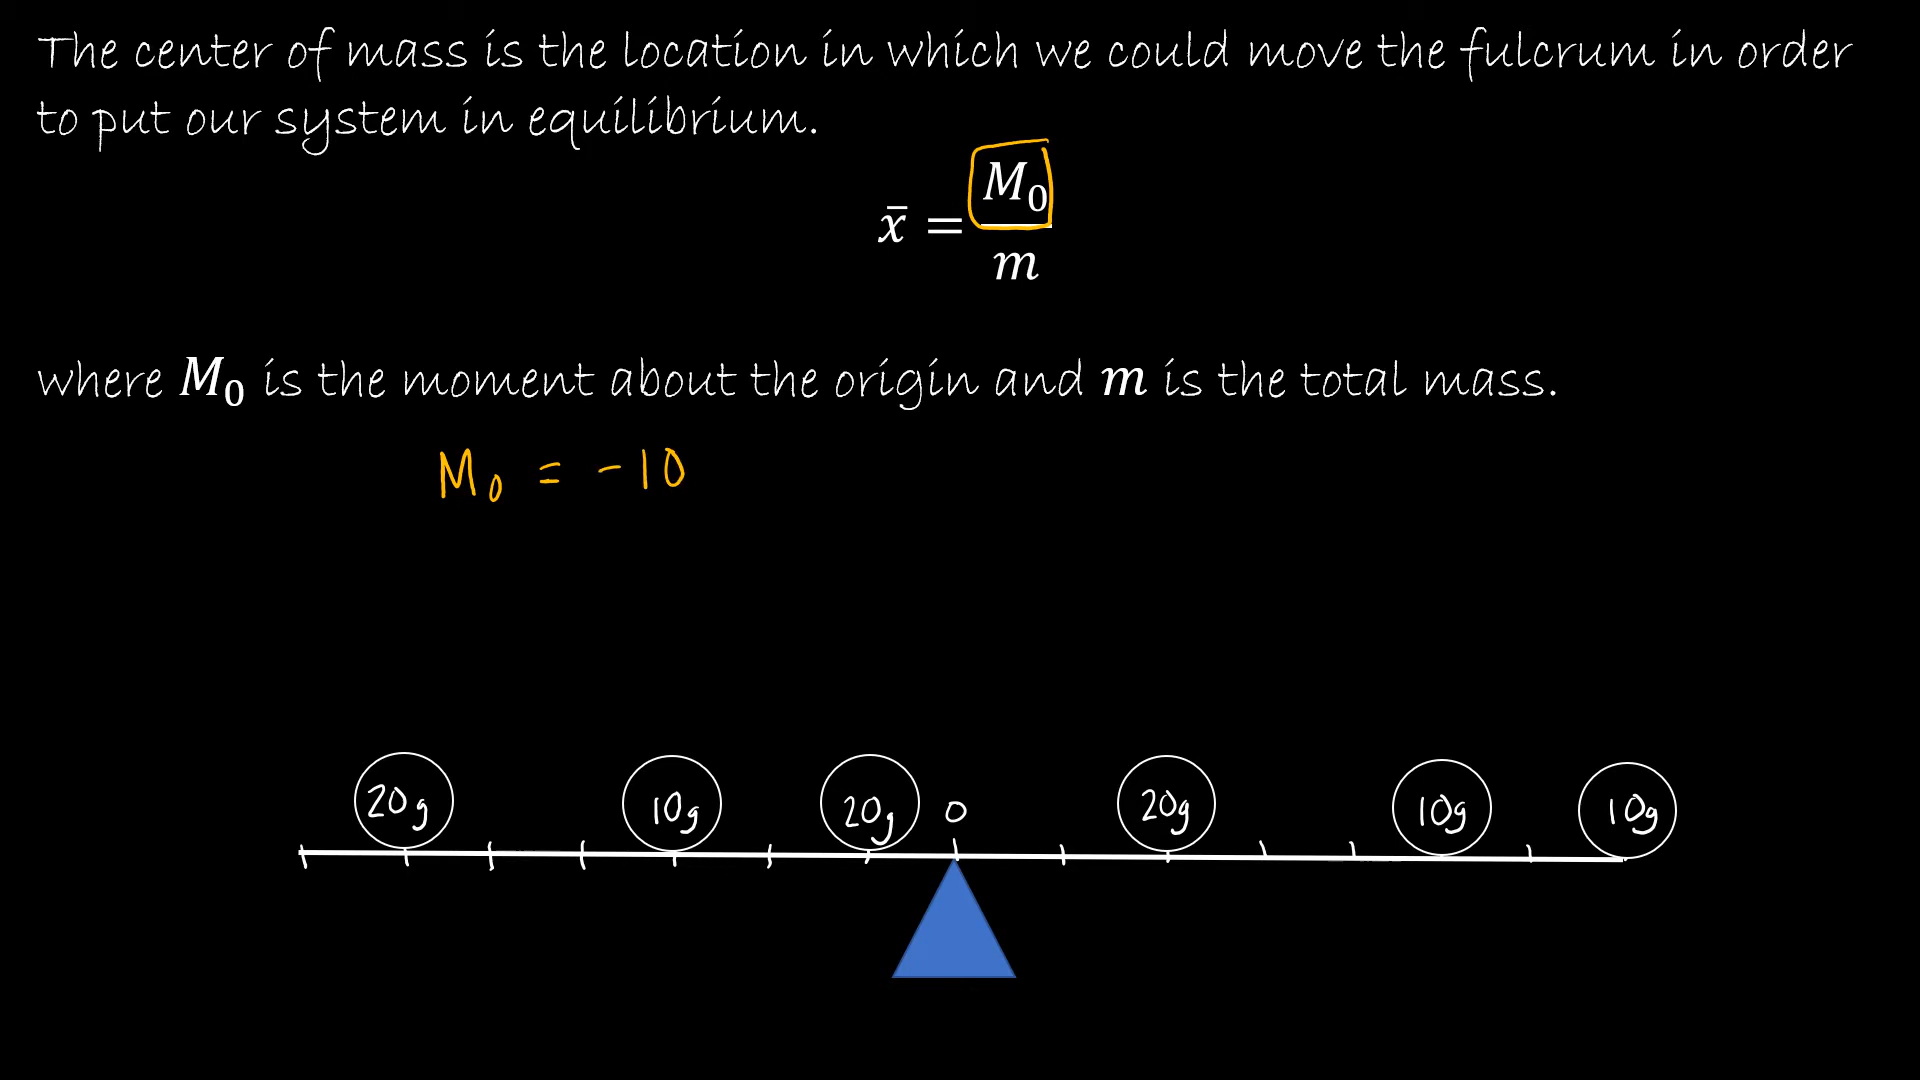 The center of mass is the location in which we could move the fulcrum in order
to put our system in equilibrium.
x̄ = M₀/m
where M₀ is the moment about the origin and m is the total mass.
M₀ = -10
20g 10g 20g 0 20g 10g 10g